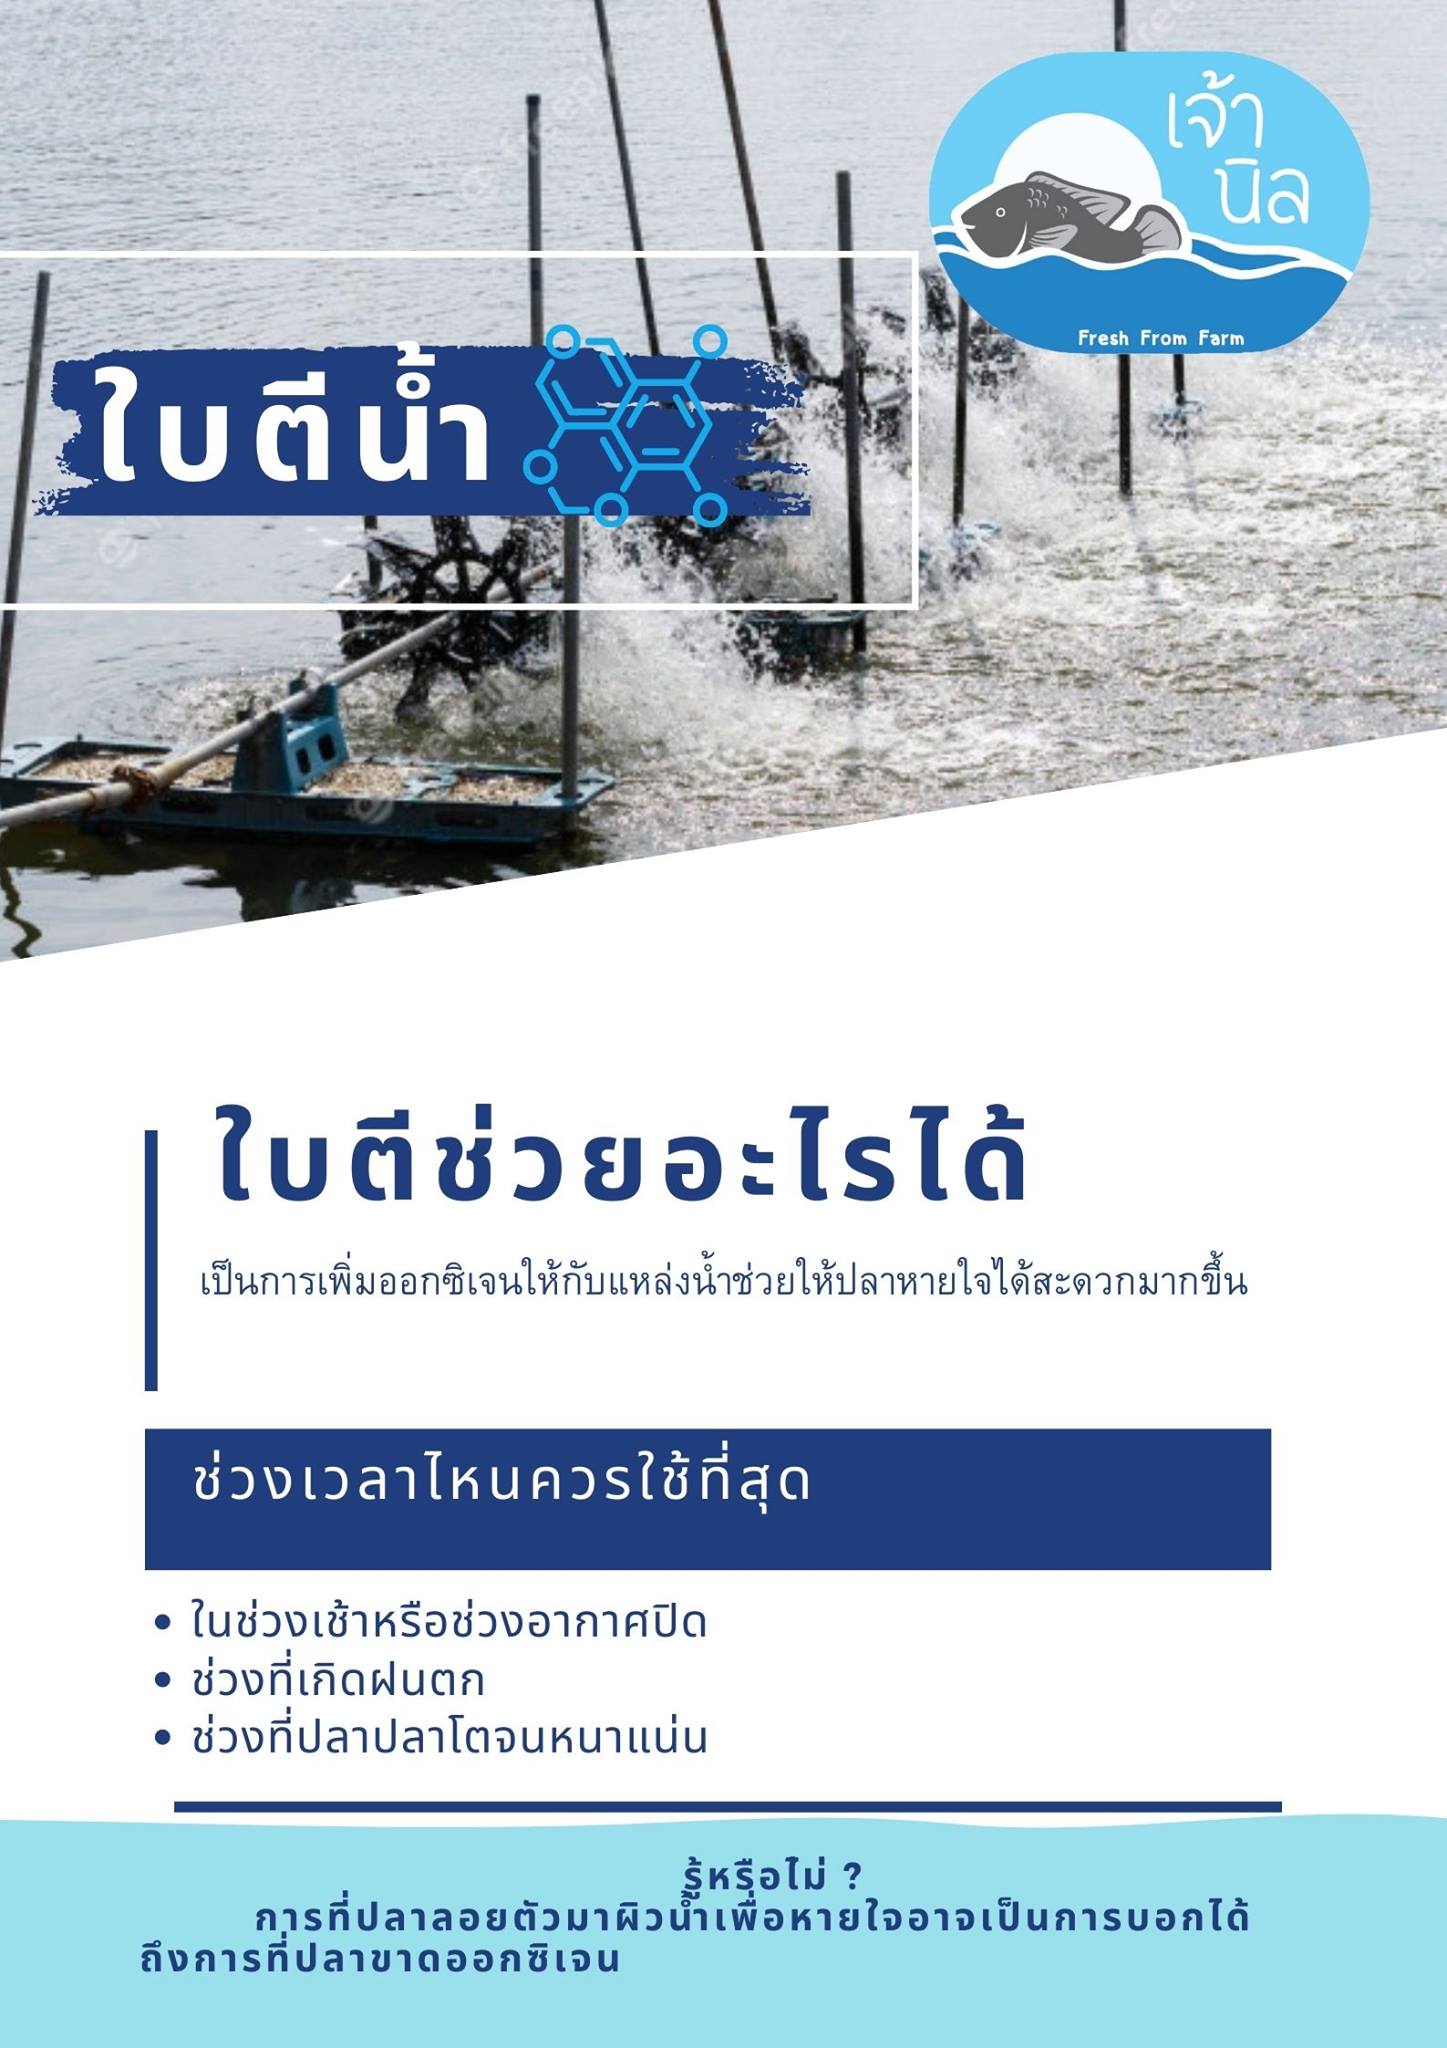 เจ้า
นิล
Fresh From Farm
ใบตีน้ำ
ใบตีช่วยอะไรได้
เป็นการเพิ่มออกซิเจนให้กับแหล่งน้ำช่วยให้ปลาหายใจได้สะดวกมากขึ้น
ช่วงเวลาไหนควรใช้ที่สุด
• ในช่วงเช้าหรือช่วงอากาศปิด
• ช่วงที่เกิดฝนตก
• ช่วงที่ปลาปลาโตจนหนาแน่น
รู้หรือไม่ ?
การที่ปลาลอยตัวมาผิวน้ำเพื่อหายใจอาจเป็นการบอกได้
ถึงการที่ปลาขาดออกซิเจน